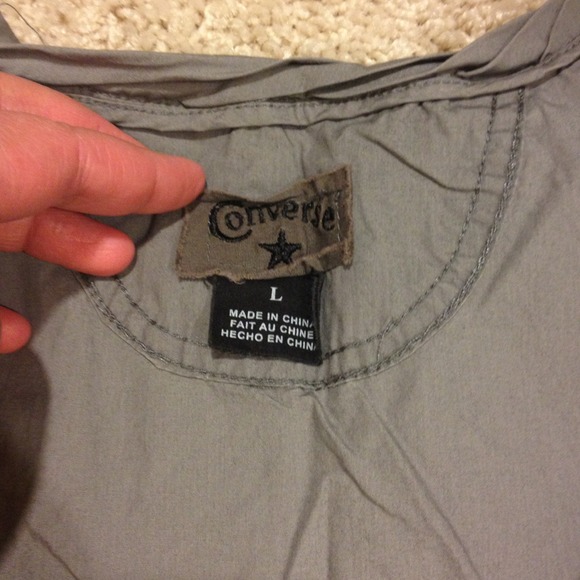 Converse
L
MADE IN CHINA
FAIT AU CHINE
HECHO EN CHINA